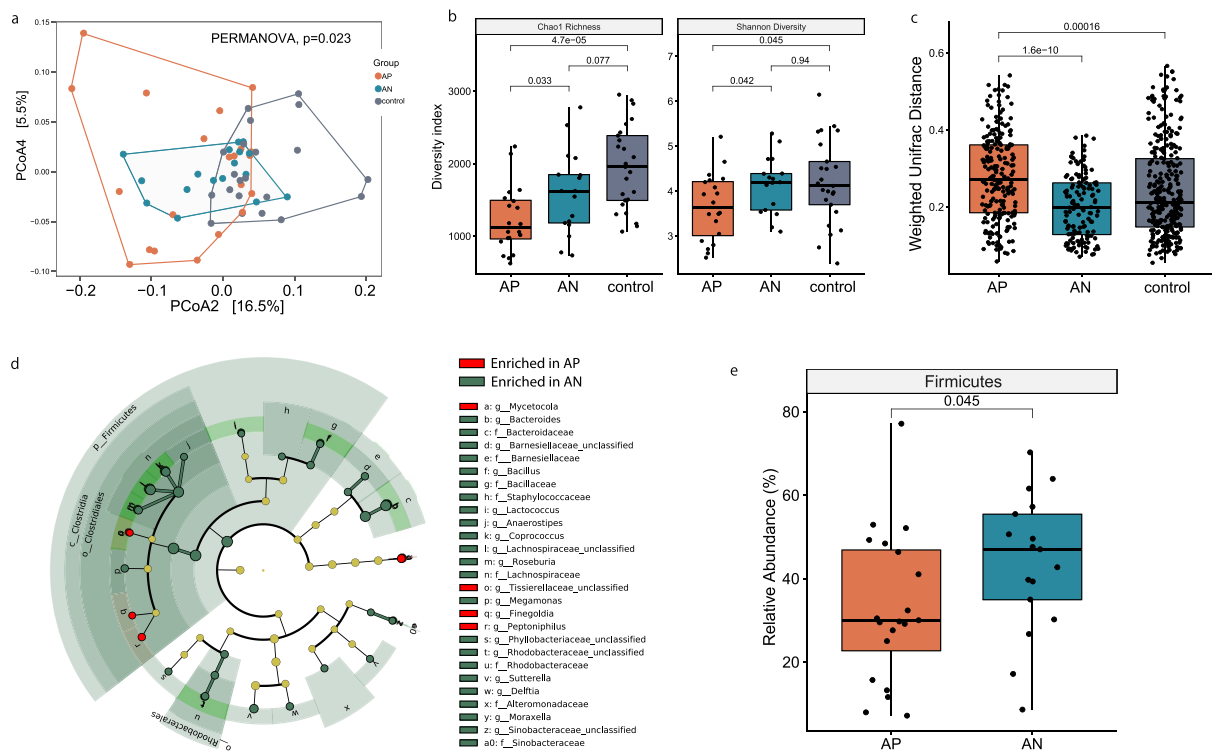 a
PERMANOVA, p=0.023
Group
AP
AN
control
PCoA4 [5.5%]
0.15
0.10
0.05
0.00
−0.05
−0.10
−0.2
−0.1
0.0
0.1
0.2
PCoA2 [16.5%]
b
Chao1 Richness
Shannon Diversity
4.7e−05
0.077
0.033
0.045
0.94
0.042
Diversity index
3000
2000
1000
7
6
5
4
3
AP
AN
control
AP
AN
control
c
0.00016
1.6e−10
Weighted Unifrac Distance
0.6
0.4
0.2
AP
AN
control
d
p_Firmicutes
c_Clostridia
o_Clostridiales
o_Rhodobacterales
h
g
f
i
j
n
k
l
m
o
p
q
r
s
u
v
w
x
y
e
d
b
c
a0
Enriched in AP
Enriched in AN
a: g__Mycetocola
b: g__Bacteroides
c: f__Bacteroidaceae
d: g__Barnesiellaceae_unclassified
e: f__Barnesiellaceae
f: g__Bacillus
g: f__Bacillaceae
h: f__Staphylococcaceae
i: g__Lactococcus
j: g__Anaerostipes
k: g__Coprococcus
l: g__Lachnospiraceae_unclassified
m: g__Roseburia
n: f__Lachnospiraceae
o: g__Tissierellaceae_unclassified
p: g__Megamonas
q: g__Finegoldia
r: g__Peptoniphilus
s: g__Phyllobacteriaceae_unclassified
t: g__Rhodobacteraceae_unclassified
u: f__Rhodobacteraceae
v: g__Sutterella
w: g__Delftia
x: f__Alteromonadaceae
y: g__Moraxella
z: g__Sinobacteraceae_unclassified
a0: f__Sinobacteraceae
e
Firmicutes
0.045
Relative Abundance (%)
80
60
40
20
AP
AN